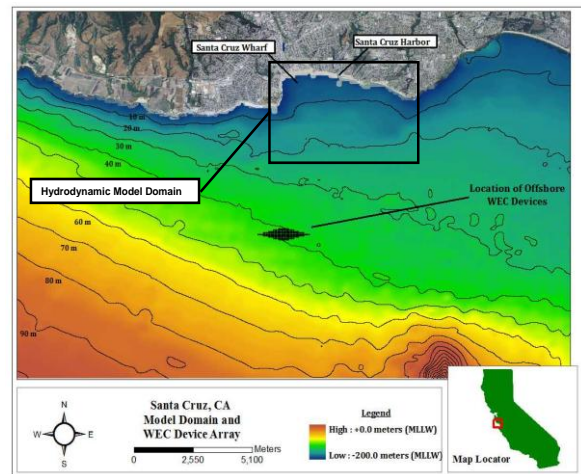 Santa Cruz Wharf
Santa Cruz Harbor
10 m
20 m
30 m
40 m
Hydrodynamic Model Domain
Location of Offshore
WEC Devices
60 m
70 m
80 m
90 m
N
W
E
S
Santa Cruz, CA
Model Domain and
WEC Device Array
Meters
0
2,550
5,100
Legend
High : +0.0 meters (MLLW)
Low : -200.0 meters (MLLW)
Map Locator